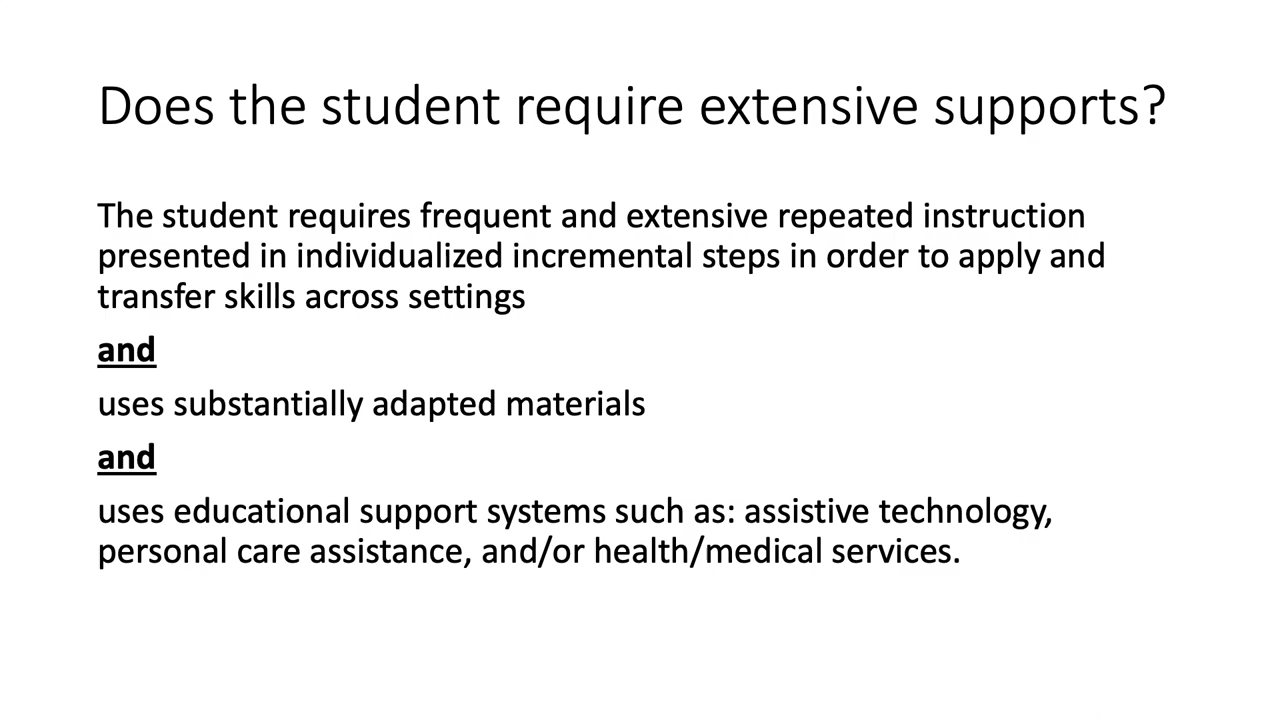 Does the student require extensive supports?
The student requires frequent and extensive repeated instruction
presented in individualized incremental steps in order to apply and
transfer skills across settings
and
uses substantially adapted materials
and
uses educational support systems such as: assistive technology,
personal care assistance, and/or health/medical services.